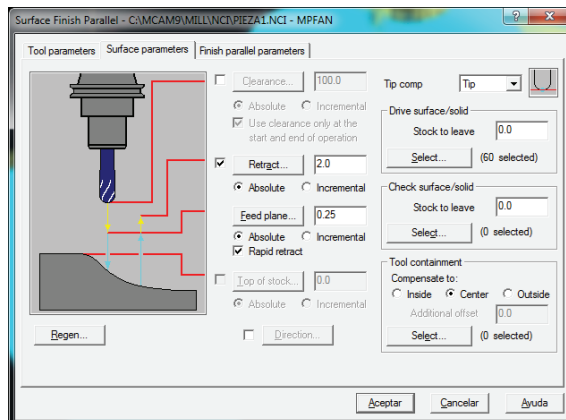 Surface Finish Parallel - C:\MCAM9\MILL\NCI\PIEZA1.NCI - MPFAN
Tool parameters Surface parameters Finish parallel parameters
Clearance... 100.0
Absolute Incremental
Use clearance only at the
start and end of operation
Retract... 2.0
Absolute Incremental
Feed plane... 0.25
Absolute Incremental
Rapid retract
Top of stock... 0.0
Absolute Incremental
Regen... Direction...
Tip comp Tip
Drive surface/solid
Stock to leave 0.0
Select... (60 selected)
Check surface/solid
Stock to leave 0.0
Select... (0 selected)
Tool containment
Compensate to:
Inside Center Outside
Additional offset 0.0
Select... (0 selected)
Aceptar Cancelar Ayuda